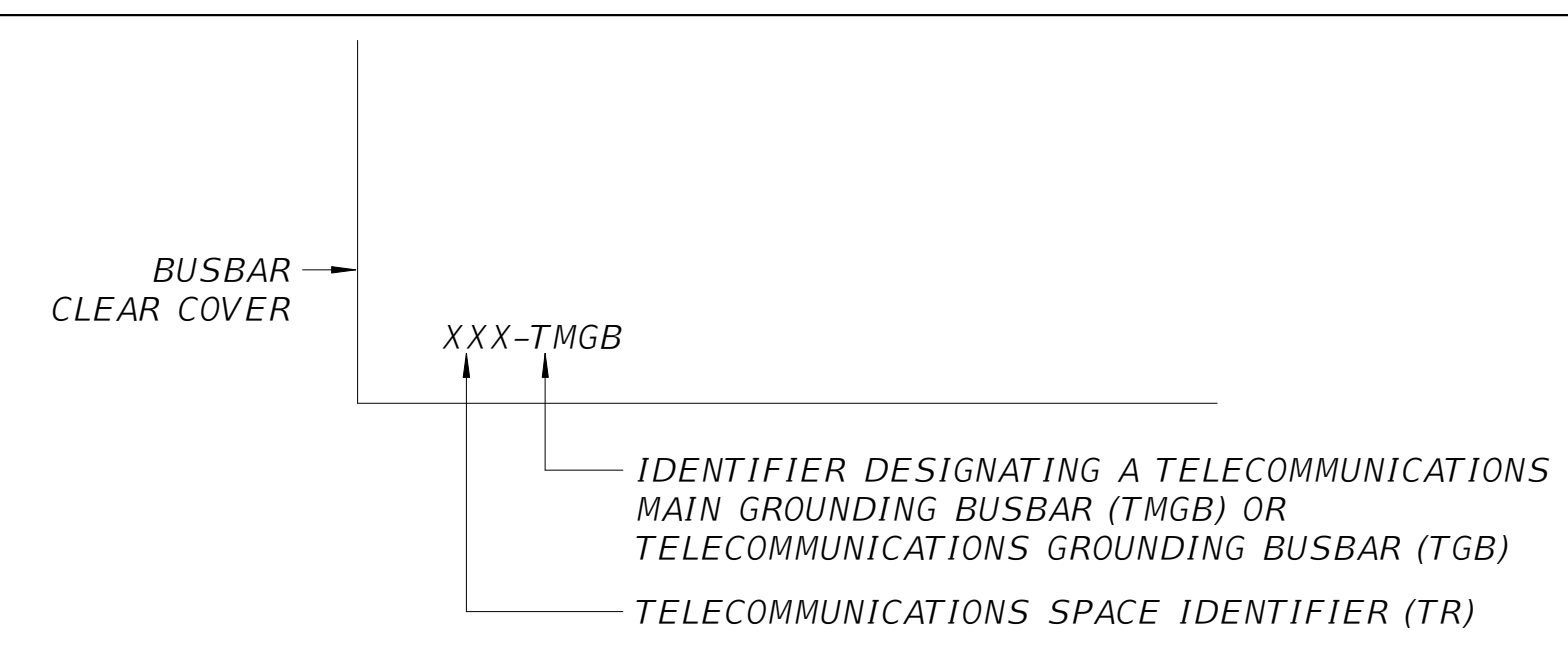 BUSBAR
CLEAR COVER
XXX-TMGB
IDENTIFIER DESIGNATING A TELECOMMUNICATIONS
MAIN GROUNDING BUSBAR (TMGB) OR
TELECOMMUNICATIONS GROUNDING BUSBAR (TGB)
TELECOMMUNICATIONS SPACE IDENTIFIER (TR)